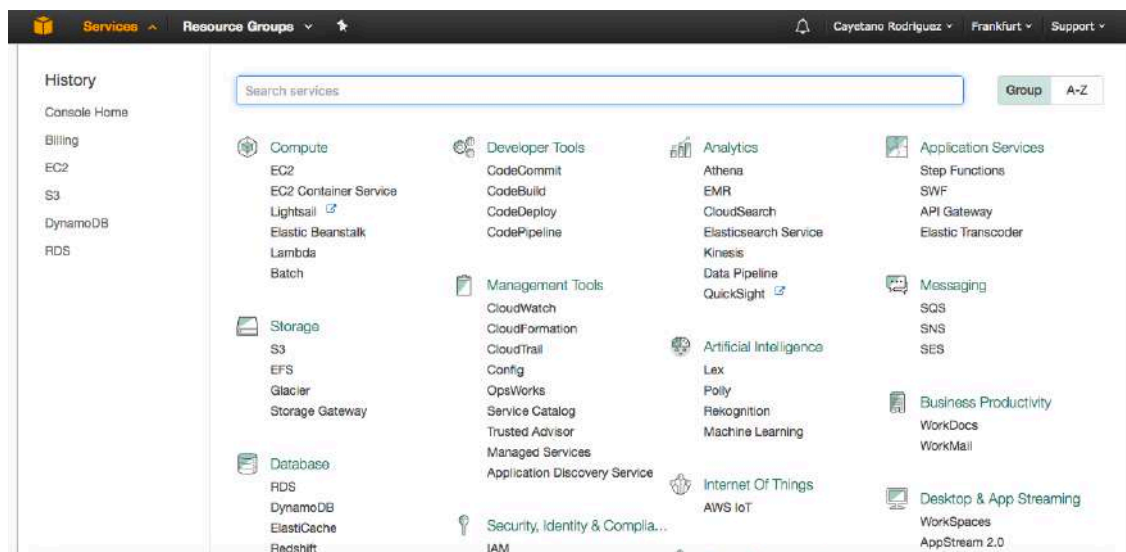 Services
Resource Groups
Cayetano Rodriguez
Frankfurt
Support
History
Console Home
Billing
EC2
S3
DynamoDB
RDS
Search services
Group
A-Z
Compute
EC2
EC2 Container Service
Lightsail
Elastic Beanstalk
Lambda
Batch
Storage
S3
EFS
Glacier
Storage Gateway
Database
RDS
DynamoDB
ElastiCache
Redshift
Developer Tools
CodeCommit
CodeBuild
CodeDeploy
CodePipeline
Management Tools
CloudWatch
CloudFormation
CloudTrail
Config
OpsWorks
Service Catalog
Trusted Advisor
Managed Services
Application Discovery Service
Security, Identity & Complia...
IAM
Analytics
Athena
EMR
CloudSearch
Elasticsearch Service
Kinesis
Data Pipeline
QuickSight
Artificial Intelligence
Lex
Polly
Rekognition
Machine Learning
Internet Of Things
AWS IoT
Application Services
Step Functions
SWF
API Gateway
Elastic Transcoder
Messaging
SQS
SNS
SES
Business Productivity
WorkDocs
WorkMail
Desktop & App Streaming
WorkSpaces
AppStream 2.0